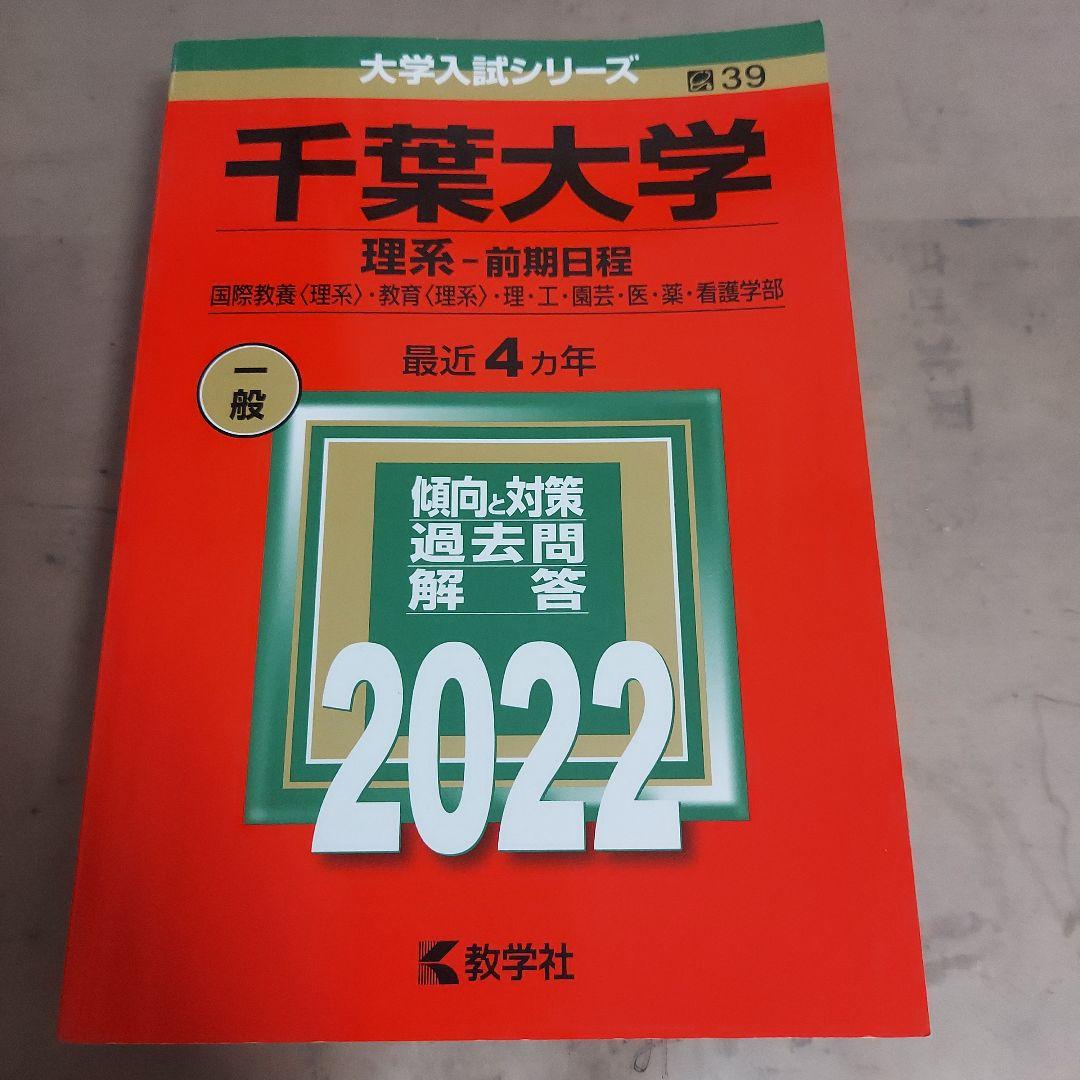 大学入試シリーズ
39
千葉大学
理系-前期日程
国際教養〈理系〉・教育〈理系〉・理・工・園芸・医・薬・看護学部
最近4カ年
一般
傾向と対策
過去問
解答
2022
教学社